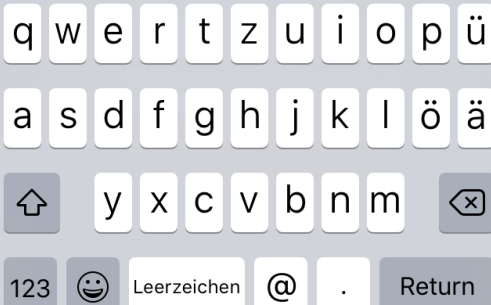 q w e r t z u i o p ü
a s d f g h j k l ö ä
y x c v b n m
123 Leerzeichen @ . Return